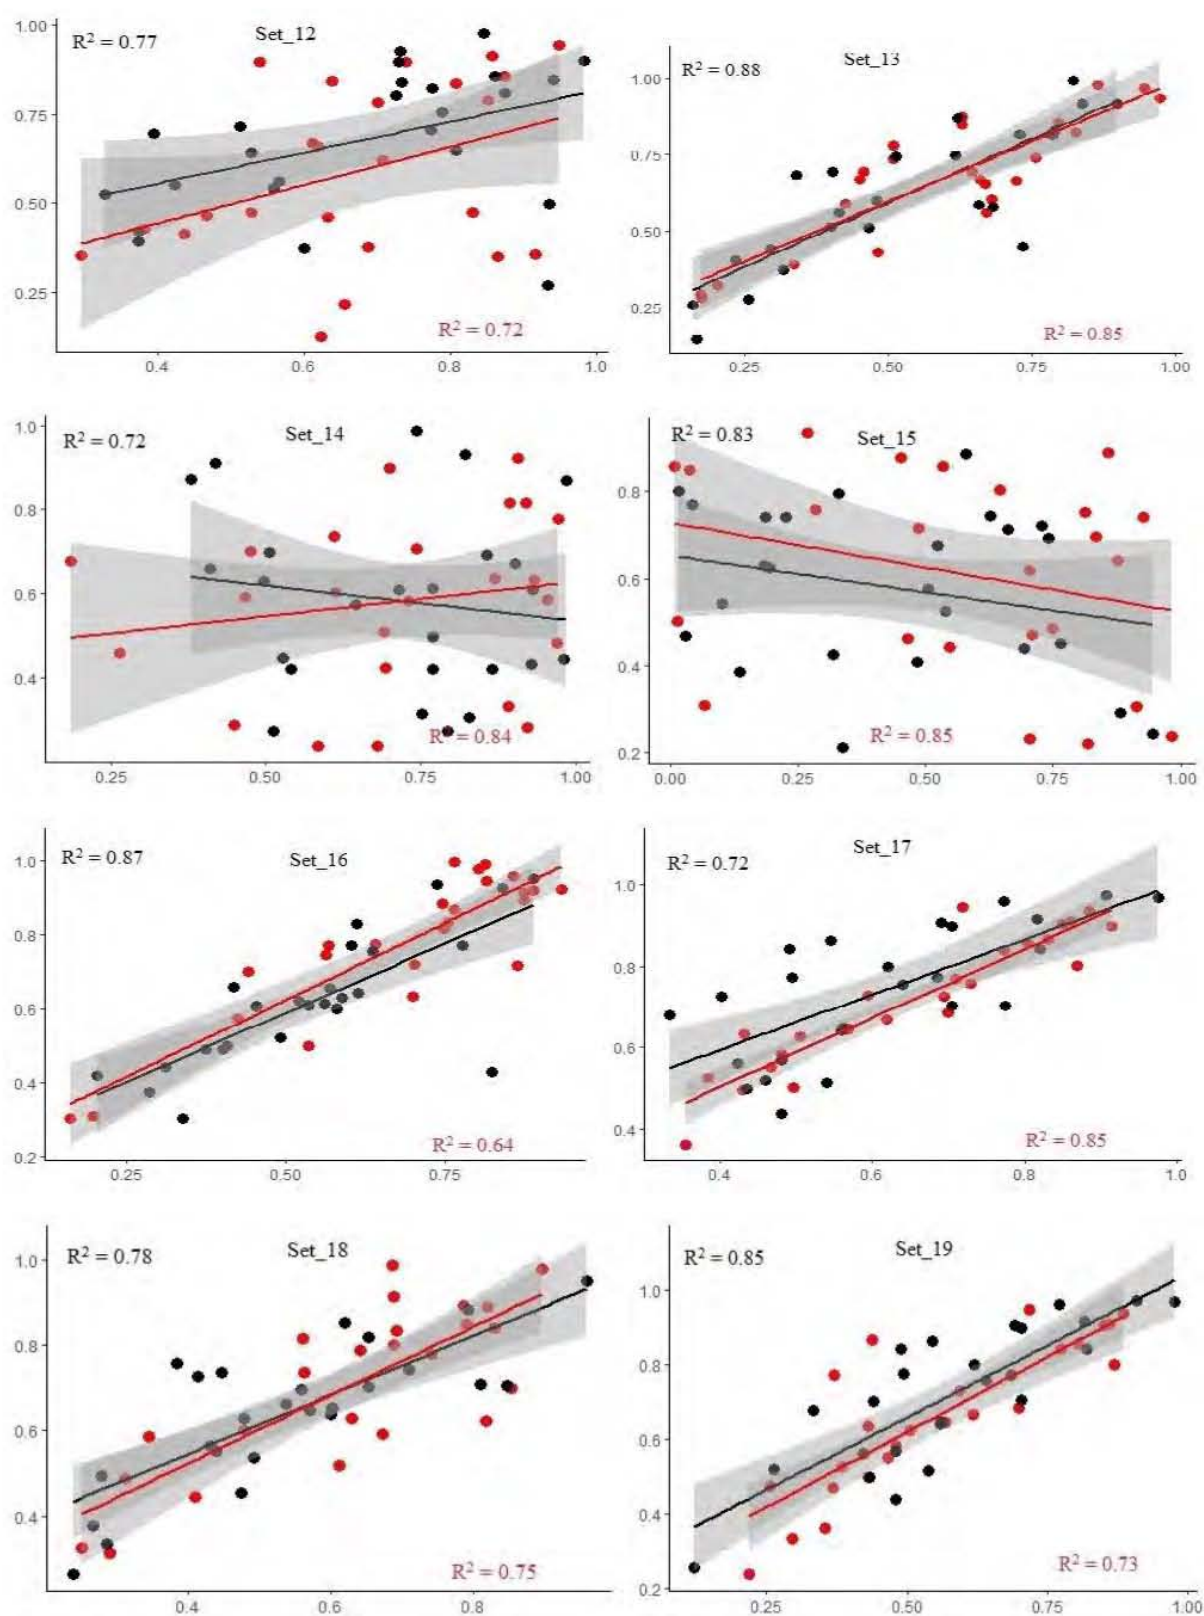 R² = 0.77
Set_12
1.00
0.75
0.50
0.25
R² = 0.72
0.4
0.6
0.8
1.0
R² = 0.88
Set_13
1.00
0.75
0.50
0.25
R² = 0.85
0.25
0.50
0.75
1.00
R² = 0.72
Set_14
1.0
0.8
0.6
0.4
R² = 0.84
0.25
0.50
0.75
1.00
R² = 0.83
Set_15
0.8
0.6
0.4
0.2
R² = 0.85
0.00
0.25
0.50
0.75
1.00
R² = 0.87
Set_16
1.0
0.8
0.6
0.4
0.2
R² = 0.64
0.25
0.50
0.75
R² = 0.72
Set_17
1.0
0.8
0.6
0.4
R² = 0.85
0.4
0.6
0.8
1.0
R² = 0.78
Set_18
1.0
0.8
0.6
0.4
R² = 0.75
0.4
0.6
0.8
R² = 0.85
Set_19
1.0
0.8
0.6
0.4
0.2
R² = 0.73
0.25
0.50
0.75
1.00